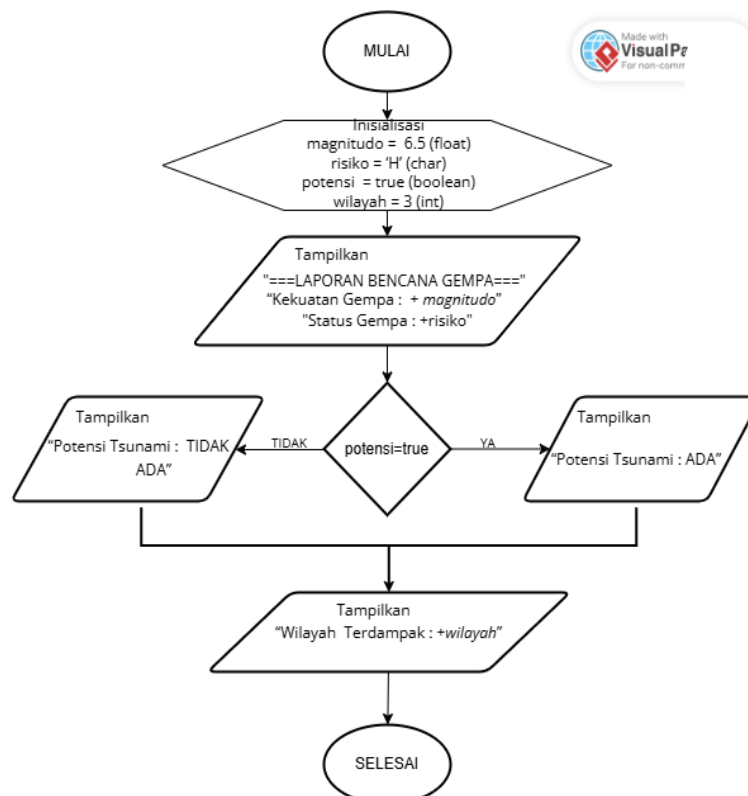 MULAI
Made with
Visual Pa
For non-comm
Inisialisasi
magnitudo = 6.5 (float)
risiko = ‘H’ (char)
potensi = true (boolean)
wilayah = 3 (int)
Tampilkan
"===LAPORAN BENCANA GEMPA==="
“Kekuatan Gempa : + magnitudo”
"Status Gempa : +risiko"
Tampilkan
“Potensi Tsunami : TIDAK
ADA”
TIDAK
potensi=true
YA
Tampilkan
“Potensi Tsunami : ADA”
Tampilkan
“Wilayah Terdampak : +wilayah”
SELESAI